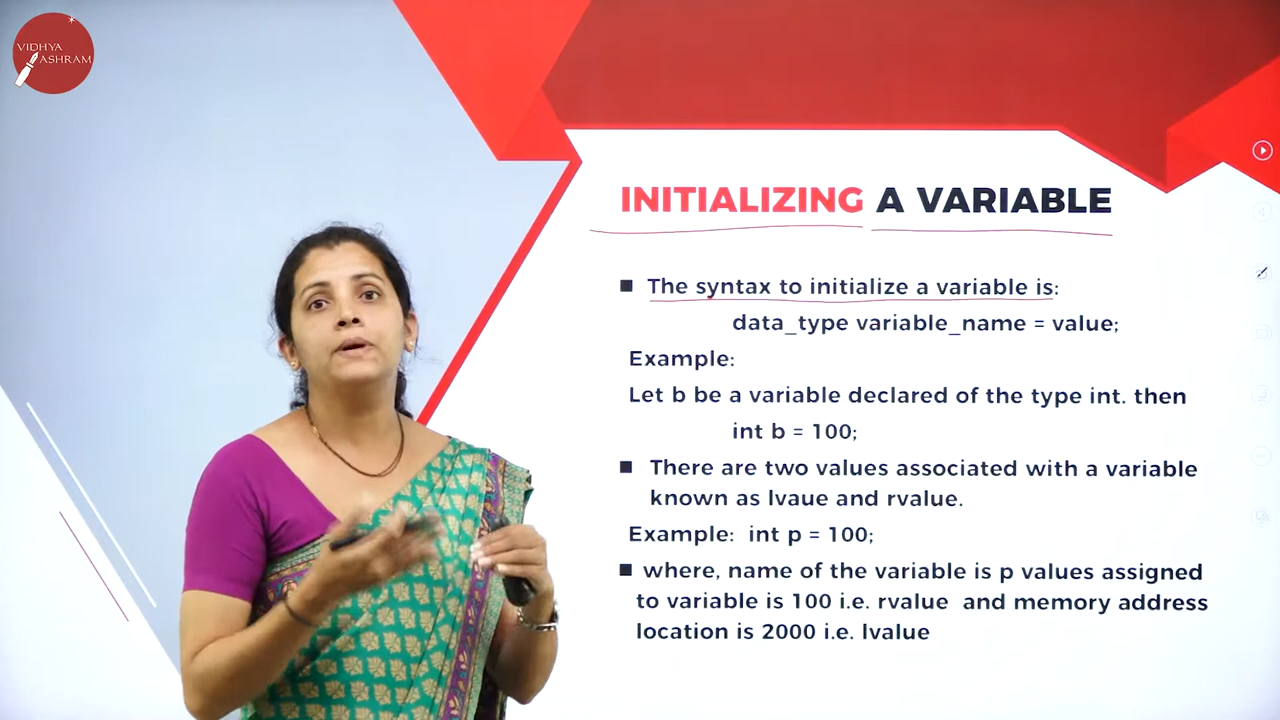 VIDHYA
ASHRAM
INITIALIZING A VARIABLE
■ The syntax to initialize a variable is:
data_type variable_name = value;
Example:
Let b be a variable declared of the type int. then
int b = 100;
■ There are two values associated with a variable
known as lvaue and rvalue.
Example: int p = 100;
■ where, name of the variable is p values assigned
to variable is 100 i.e. rvalue and memory address
location is 2000 i.e. lvalue